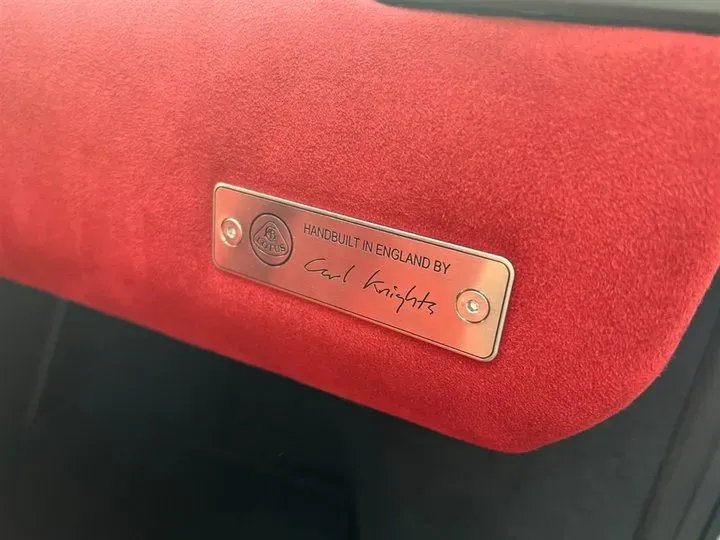 LOTUS
HANDBUILT IN ENGLAND BY
Carl Knights